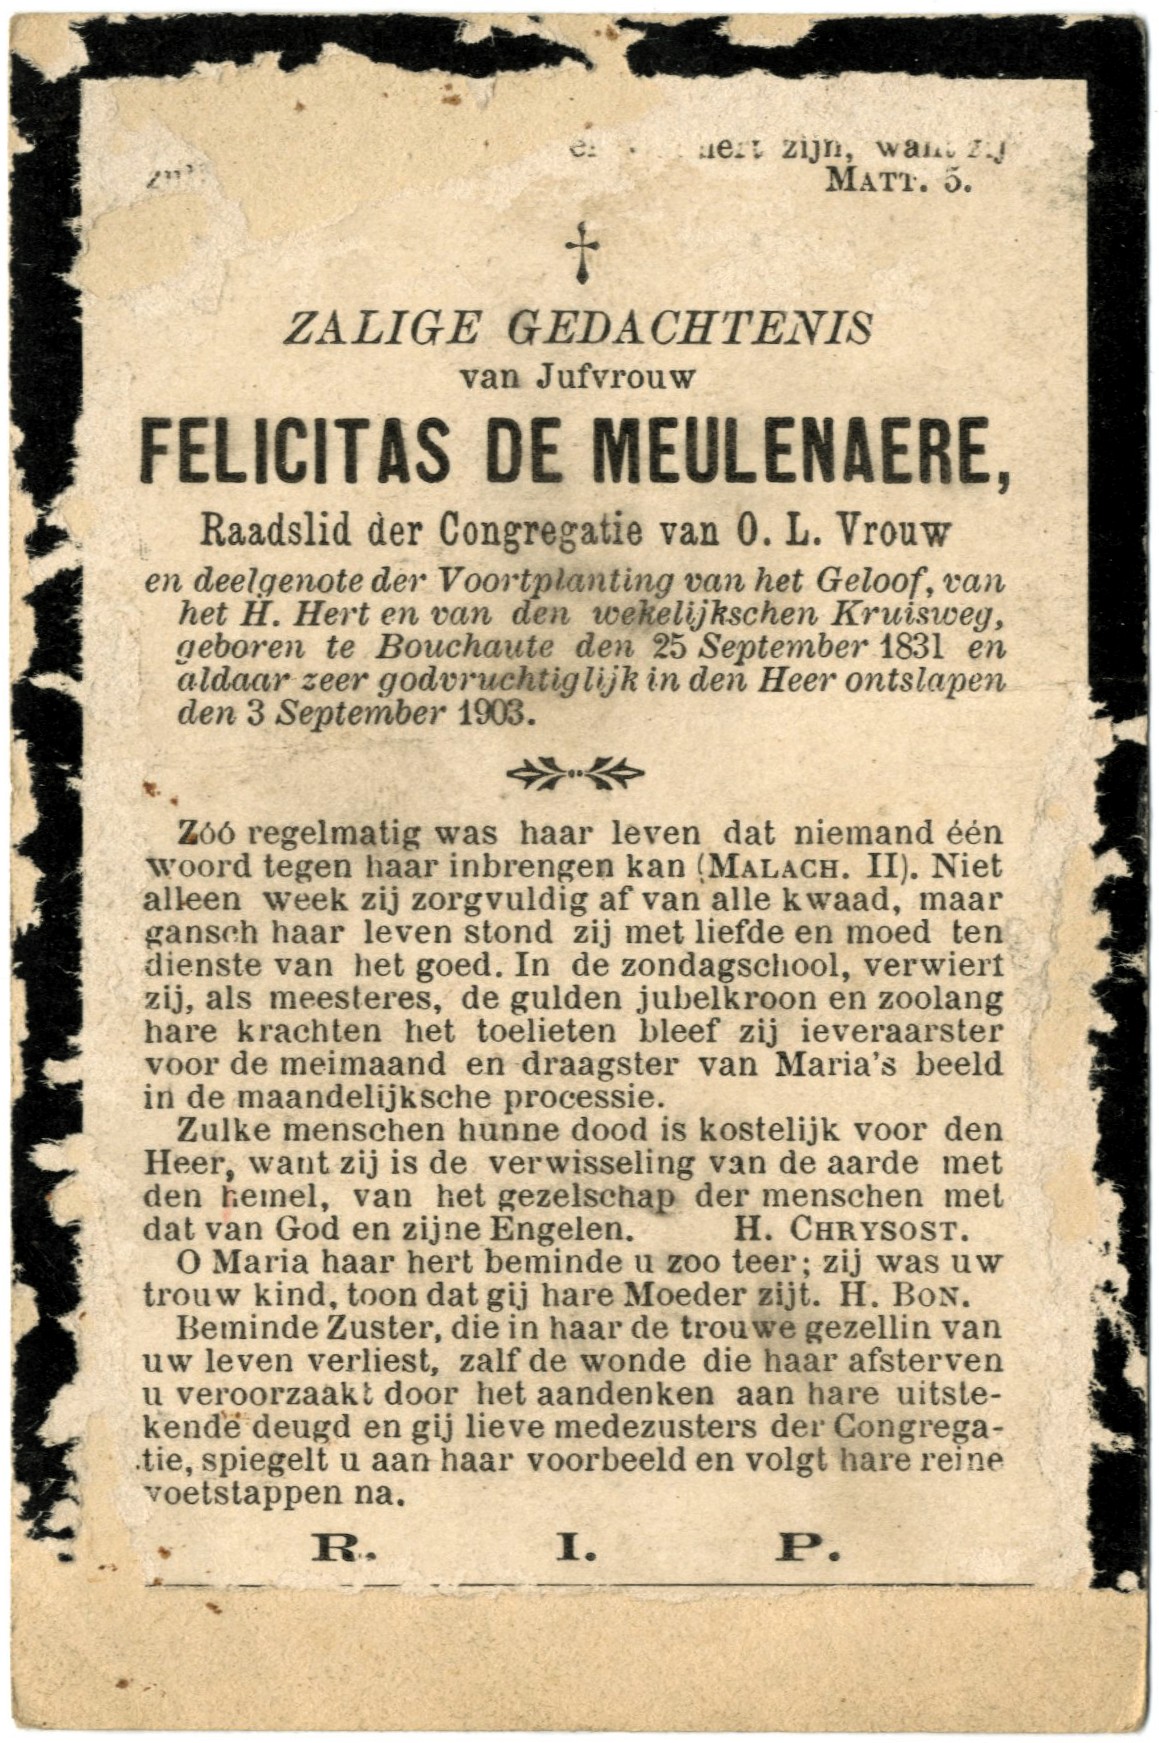 hert zijn, want zij
MATT. 5.
ZALIGE GEDACHTENIS
van Jufvrouw
FELICITAS DE MEULENAERE,
Raadslid der Congregatie van O. L. Vrouw
en deelgenote der Voortplanting van het Geloof, van
het H. Hert en van den wekelijkschen Kruisweg,
geboren te Bouchaute den 25 September 1831 en
aldaar zeer godvruchtiglijk in den Heer ontslapen
den 3 September 1903.
Zóó regelmatig was haar leven dat niemand één
woord tegen haar inbrengen kan (MALACH. II). Niet
alleen week zij zorgvuldig af van alle kwaad, maar
gansch haar leven stond zij met liefde en moed ten
dienste van het goed. In de zondagschool, verwierf
zij, als meesteres, de gulden jubelkroon en zoolang
hare krachten het toelieten bleef zij ieveraarster
voor de meimaand en draagster van Maria's beeld
in de maandelijksche processie.
Zulke menschen hunne dood is kostelijk voor den
Heer, want zij is de verwisseling van de aarde met
den hemel, van het gezelschap der menschen met
dat van God en zijne Engelen. H. CHRYSOST.
O Maria haar hert beminde u zoo teer; zij was uw
trouw kind, toon dat gij hare Moeder zijt. H. BON.
Beminde Zuster, die in haar de trouwe gezellin van
uw leven verliest, zalf de wonde die haar afsterven
u veroorzaakt door het aandenken aan hare uitste-
kende deugd en gij lieve medezusters der Congrega-
tie, spiegelt u aan haar voorbeeld en volgt hare reine
voetstappen na.
R. I. P.